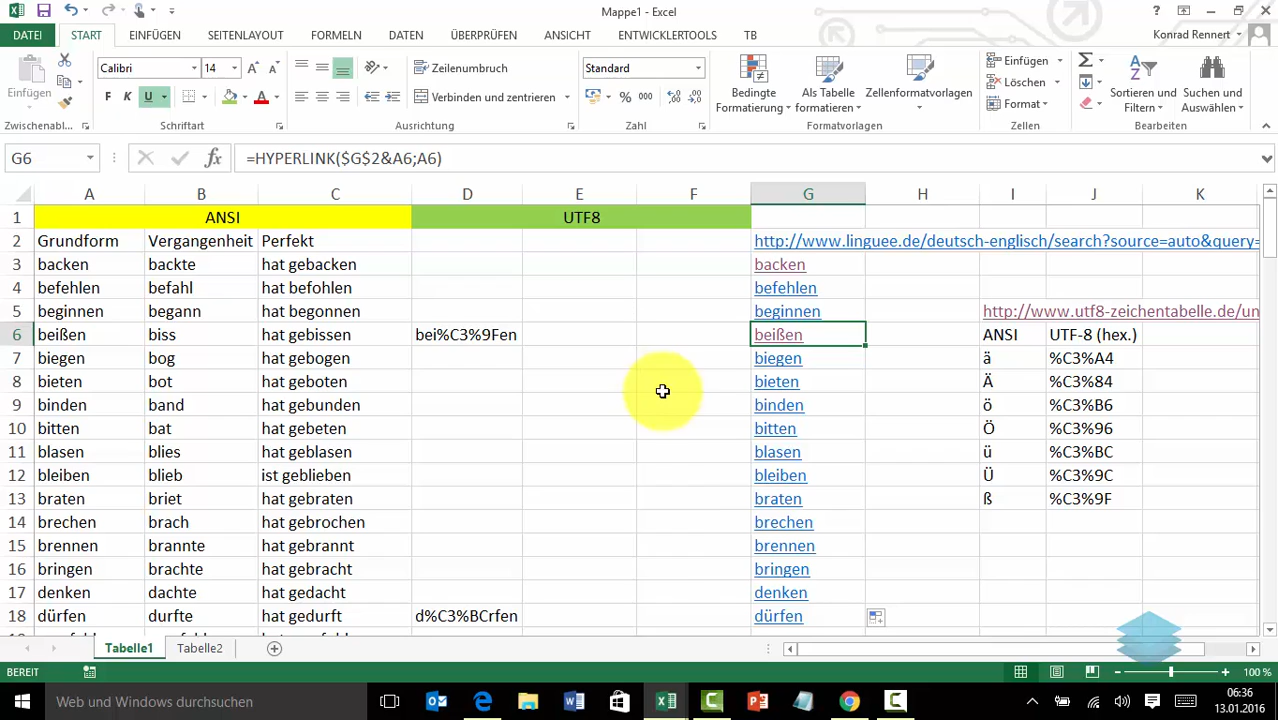 Mappe1 - Excel
DATEI START EINFÜGEN SEITENLAYOUT FORMELN DATEN ÜBERPRÜFEN ANSICHT ENTWICKLERTOOLS TB Konrad Rennert
Einfügen
Calibri 14
F K U
Zeilenumbruch
Verbinden und zentrieren
Standard
% 000
Bedingte Formatierung
Als Tabelle formatieren
Zellenformatvorlagen
Einfügen
Löschen
Format
Sortieren und Filtern
Suchen und Auswählen
Zwischenabl... Schriftart Ausrichtung Zahl Formatvorlagen Zellen Bearbeiten
G6 =HYPERLINK($G$2&A6;A6)
A B C D E F G H I J K
1 ANSI UTF8
2 Grundform Vergangenheit Perfekt http://www.linguee.de/deutsch-englisch/search?source=auto&query=
3 backen backte hat gebacken backen
4 befehlen befahl hat befohlen befehlen
5 beginnen begann hat begonnen beginnen http://www.utf8-zeichentabelle.de/un
6 beißen biss hat gebissen bei%C3%9Fen beißen ANSI UTF-8 (hex.)
7 biegen bog hat gebogen biegen ä %C3%A4
8 bieten bot hat geboten bieten Ä %C3%84
9 binden band hat gebunden binden ö %C3%B6
10 bitten bat hat gebeten bitten Ö %C3%96
11 blasen blies hat geblasen blasen ü %C3%BC
12 bleiben blieb ist geblieben bleiben Ü %C3%9C
13 braten briet hat gebraten braten ß %C3%9F
14 brechen brach hat gebrochen brechen
15 brennen brannte hat gebrannt brennen
16 bringen brachte hat gebracht bringen
17 denken dachte hat gedacht denken
18 dürfen durfte hat gedurft d%C3%BCrfen dürfen
Tabelle1 Tabelle2
BEREIT 100 %
Web und Windows durchsuchen
06:36
13.01.2016